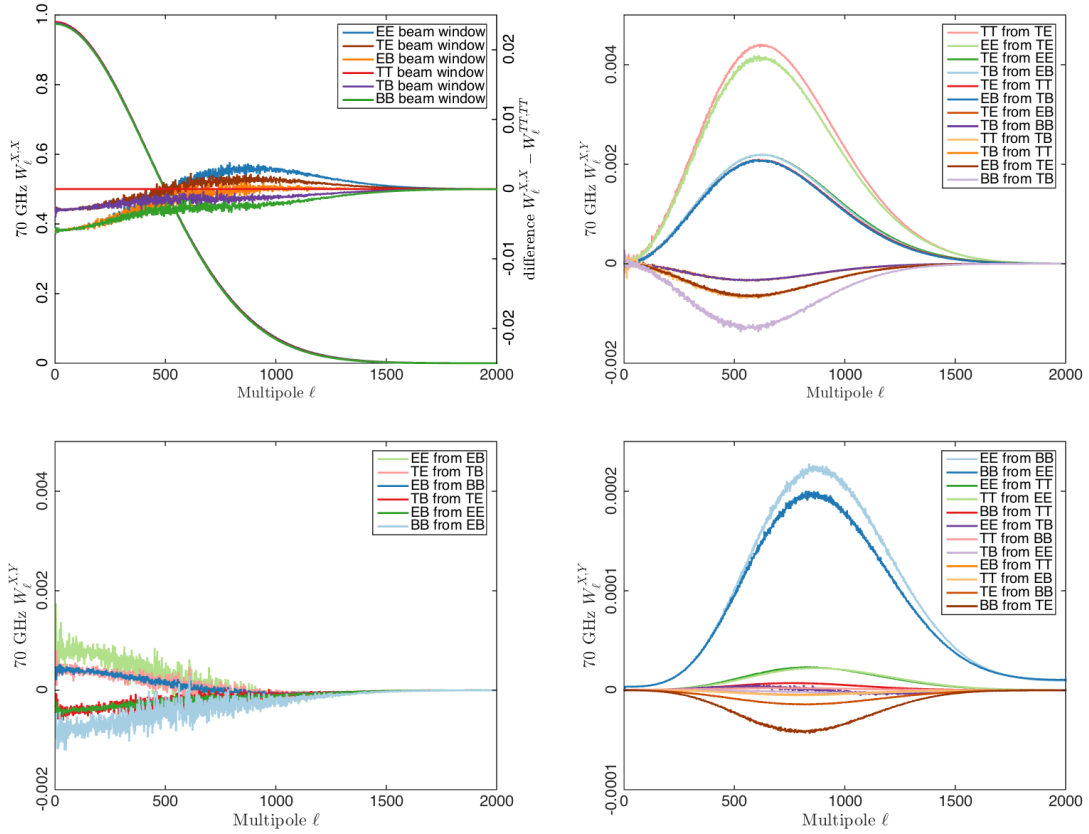 1.0
0.8
0.6
0.4
0.2
0
70 GHz W_ℓ^{X,X}
0.02
0.01
0
-0.01
-0.02
difference W_ℓ^{X,X} − W_ℓ^{TT,TT}
EE beam window
TE beam window
EB beam window
TT beam window
TB beam window
BB beam window
0 500 1000 1500 2000
Multipole ℓ
0.004
0.002
0
-0.002
70 GHz W_ℓ^{X,Y}
TT from TE
EE from TE
TE from EE
TB from EB
TE from TT
EB from TB
TE from EB
TB from BB
TT from TB
TB from TT
EB from TE
BB from TB
0 500 1000 1500 2000
Multipole ℓ
0.004
0.002
0
-0.002
70 GHz W_ℓ^{X,Y}
EE from EB
TE from TB
EB from BB
TB from TE
EB from EE
BB from EB
0 500 1000 1500 2000
Multipole ℓ
0.0002
0.0001
0
-0.0001
70 GHz W_ℓ^{X,Y}
EE from BB
BB from EE
EE from TT
TT from EE
BB from TT
EE from TB
TT from BB
TB from EE
EB from TT
TT from EB
TE from BB
BB from TE
0 500 1000 1500 2000
Multipole ℓ